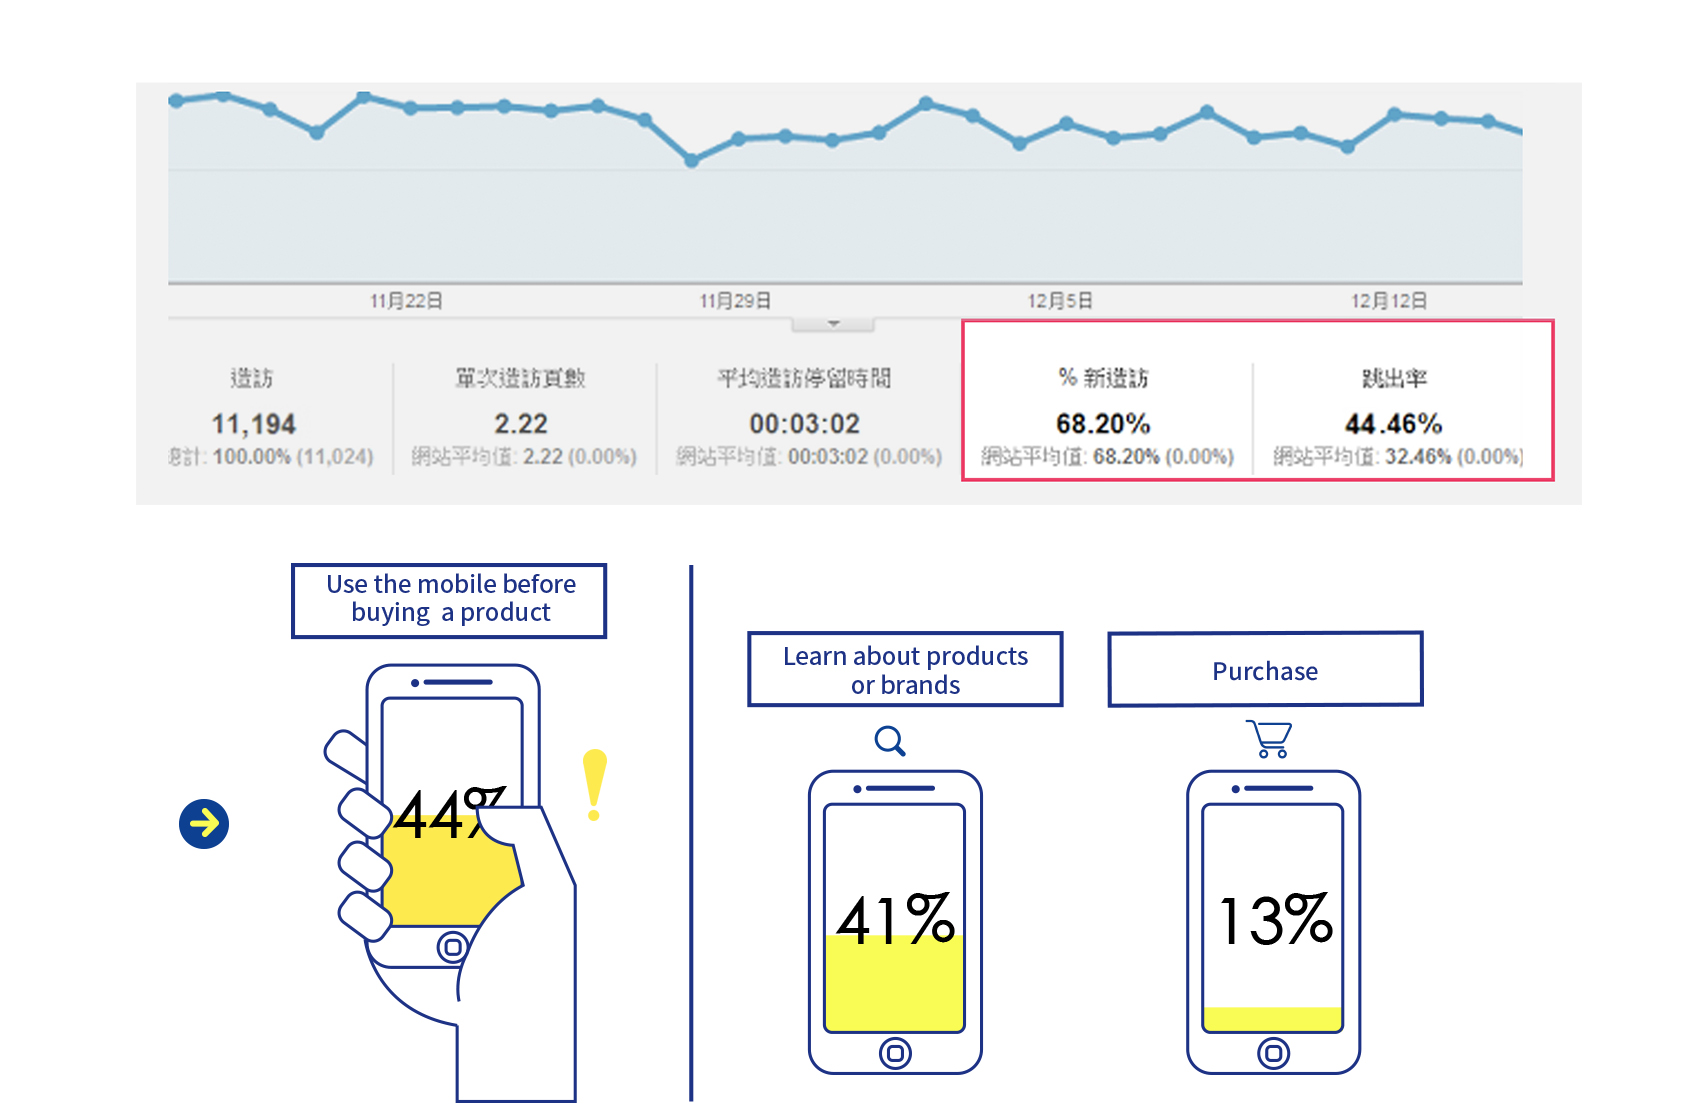 11月22日 11月29日 12月5日 12月12日
造訪 單次造訪頁數 平均造訪停留時間 % 新造訪 跳出率
11,194 2.22 00:03:02 68.20% 44.46%
計: 100.00% (11,024) 網站平均值: 2.22 (0.00%) 網站平均值: 00:03:02 (0.00%) 網站平均值: 68.20% (0.00%) 網站平均值: 32.46% (0.00%)
Use the mobile before
buying a product
44%
!
Learn about products
or brands
41%
Purchase
13%